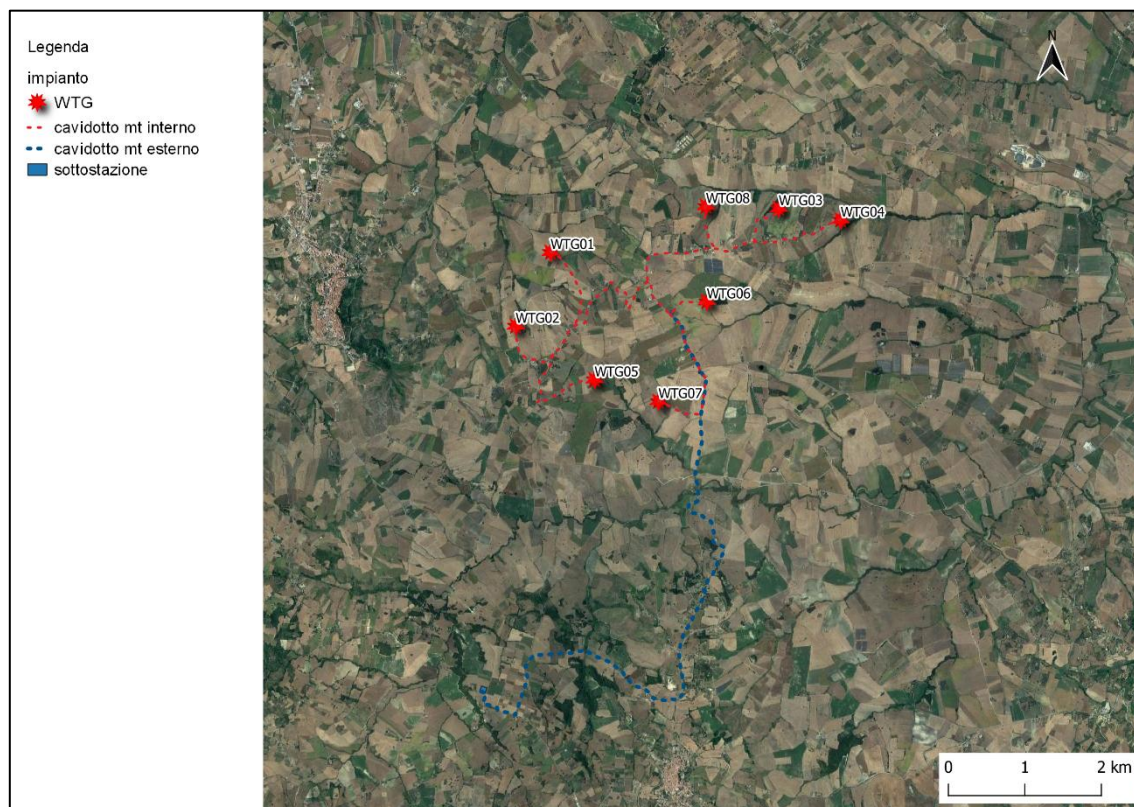 Legenda
impianto
WTG
cavidotto mt interno
cavidotto mt esterno
sottostazione
N
WTG08
WTG03
WTG04
WTG01
WTG06
WTG02
WTG05
WTG07
0 1 2 km